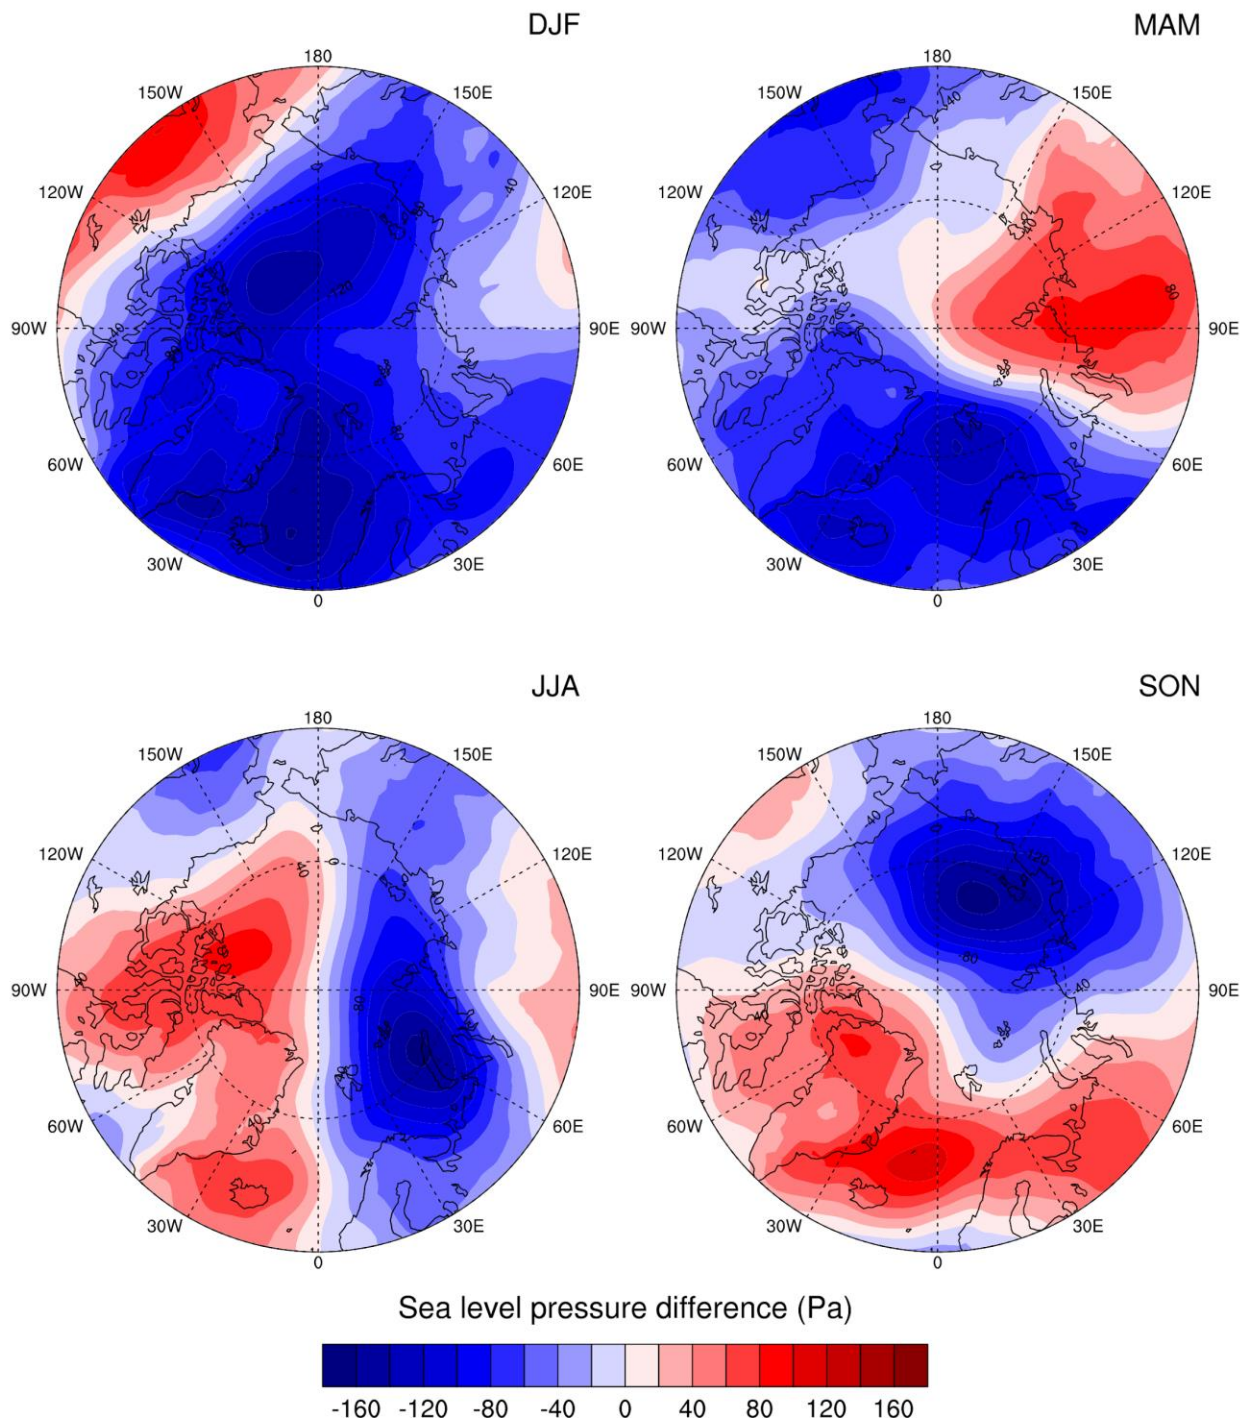 DJF MAM
180 180
150W 150E 150W 150E
120W 120E 120W 120E
90W 90E 90W 90E
60W 60E 60W 60E
30W 30E 30W 30E
0 0
JJA SON
180 180
150W 150E 150W 150E
120W 120E 120W 120E
90W 90E 90W 90E
60W 60E 60W 60E
30W 30E 30W 30E
0 0
Sea level pressure difference (Pa)
-160 -120 -80 -40 0 40 80 120 160